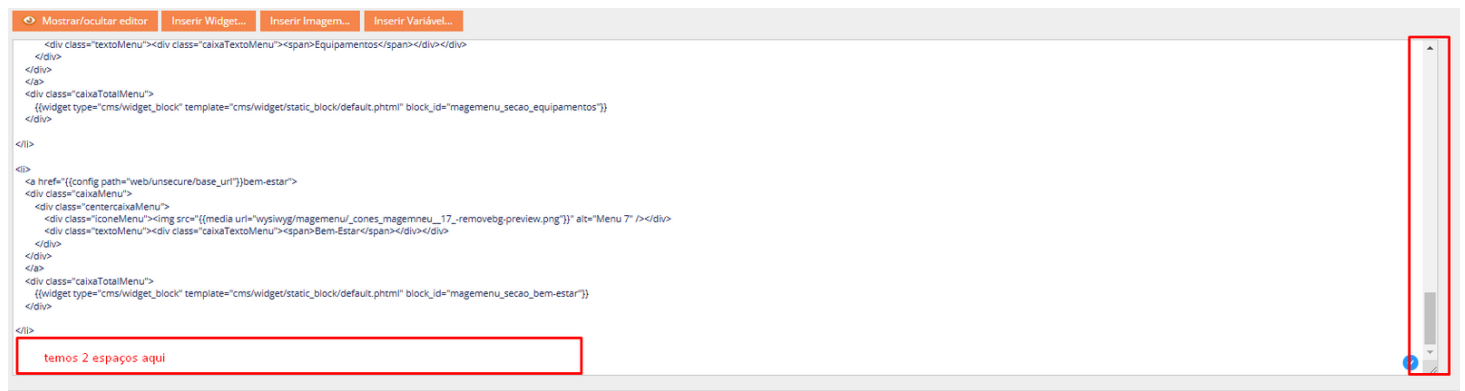 Mostrar/ocultar editor Inserir Widget... Inserir Imagem... Inserir Variável...
<div class="textoMenu"><div class="caixaTextoMenu"><span>Equipamentos</span></div></div>
</div>
</div>
</a>
<div class="caixaTotalMenu">
{{widget type="cms/widget_block" template="cms/widget/static_block/default.phtml" block_id="magemenu_secao_equipamentos"}}
</div>
</li>
<li>
<a href="{{config path="web/unsecure/base_url"}}bem-estar">
<div class="caixaMenu">
<div class="centercaixaMenu">
<div class="iconeMenu"><img src="{{media url="wysiwyg/magemenu/_cones_magemneu__17_-removebg-preview.png"}}" alt="Menu 7" /></div>
<div class="textoMenu"><div class="caixaTextoMenu"><span>Bem-Estar</span></div></div>
</div>
</div>
</a>
<div class="caixaTotalMenu">
{{widget type="cms/widget_block" template="cms/widget/static_block/default.phtml" block_id="magemenu_secao_bem-estar"}}
</div>
</li>
temos 2 espaços aqui